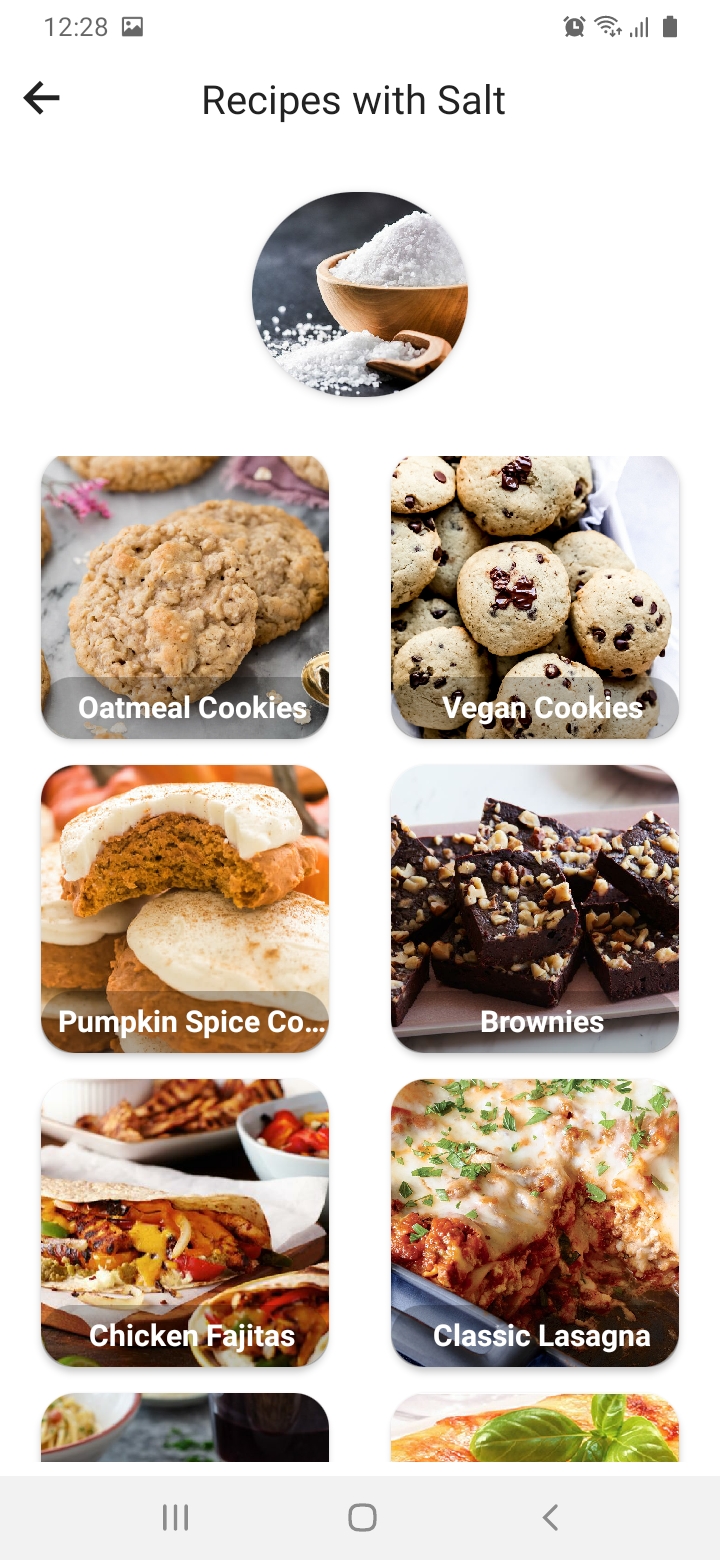 12:28
Recipes with Salt
Oatmeal Cookies
Vegan Cookies
Pumpkin Spice Co...
Brownies
Chicken Fajitas
Classic Lasagna